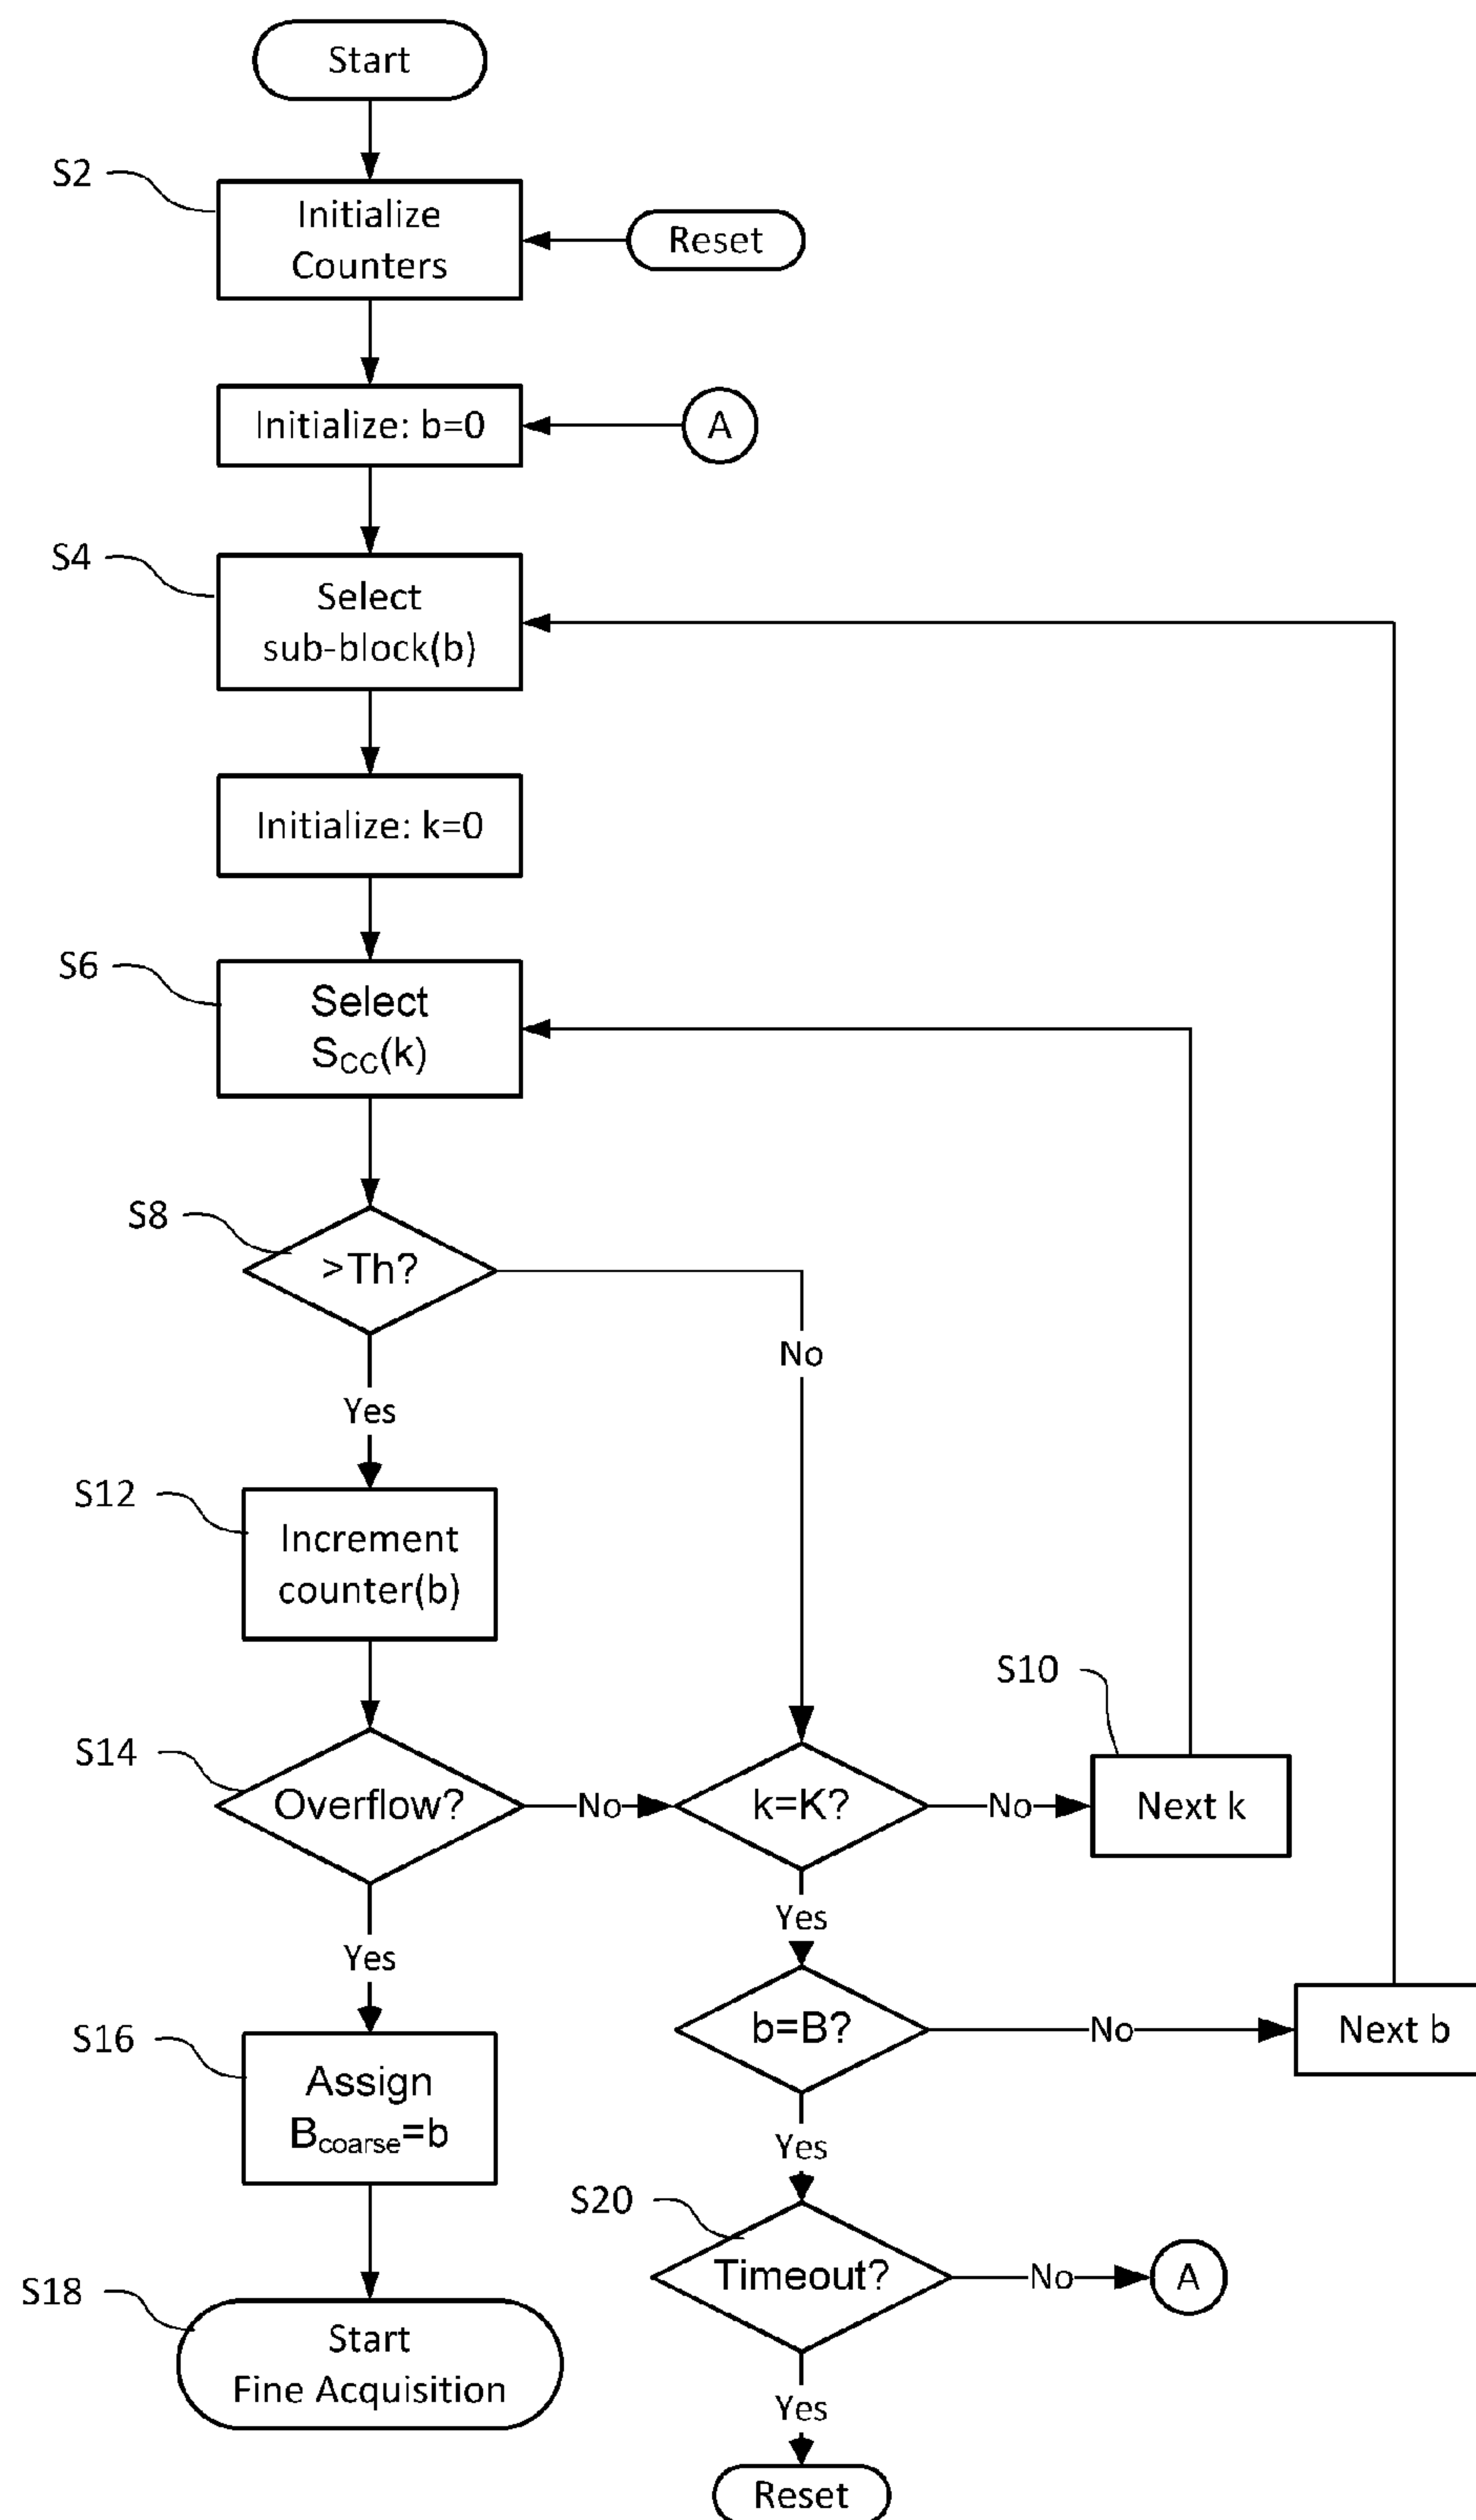 Start
S2
Initialize
Counters
Reset
Initialize: b=0
A
S4
Select
sub-block(b)
Initialize: k=0
S6
Select
SCC(k)
S8
>Th?
No
Yes
S12
Increment
counter(b)
S10
S14
Overflow?
No
k=K?
No
Next k
Yes
Yes
S16
Assign
Bcoarse=b
b=B?
No
Next b
Yes
S20
S18
Start
Fine Acquisition
Timeout?
No
A
Yes
Reset